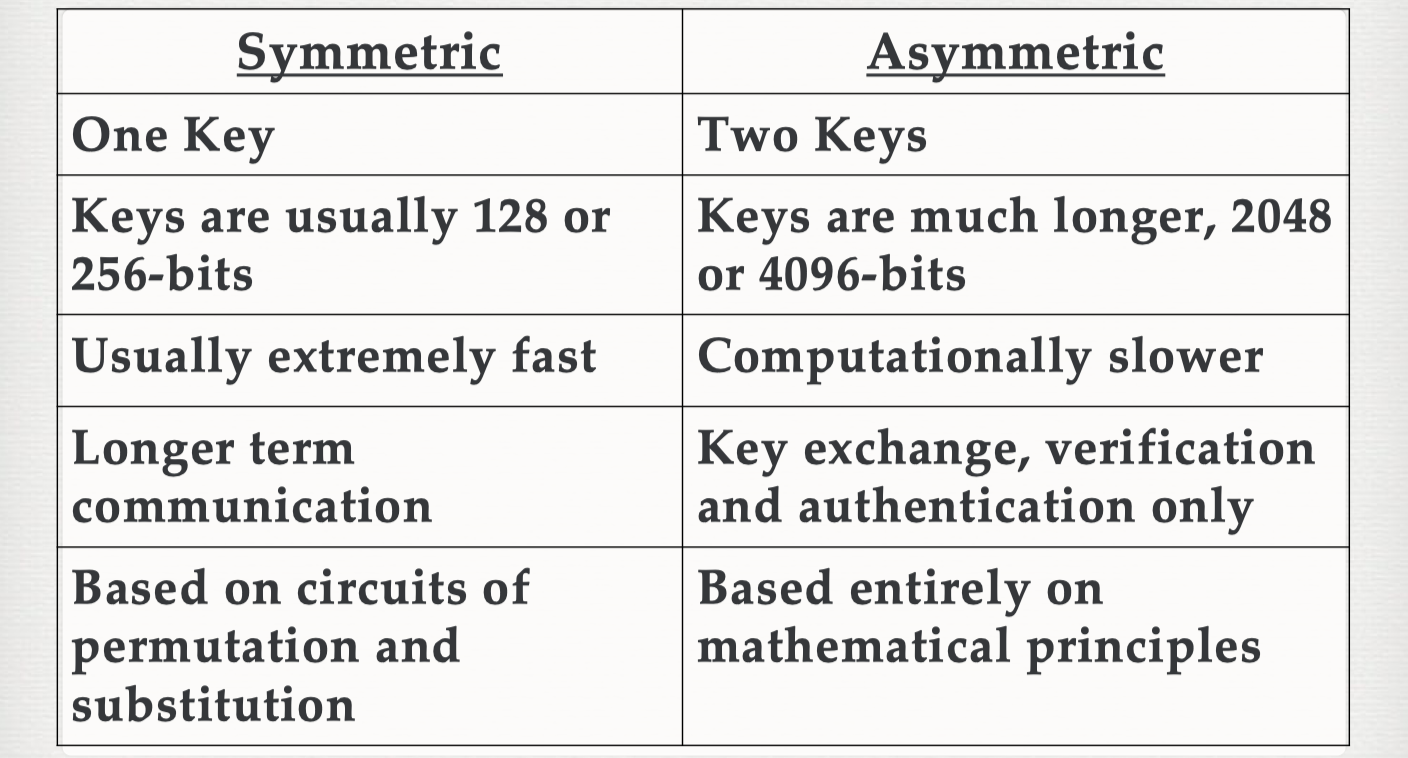 Symmetric
Asymmetric
One Key
Two Keys
Keys are usually 128 or
256-bits
Keys are much longer, 2048
or 4096-bits
Usually extremely fast
Computationally slower
Longer term
communication
Key exchange, verification
and authentication only
Based on circuits of
permutation and
substitution
Based entirely on
mathematical principles